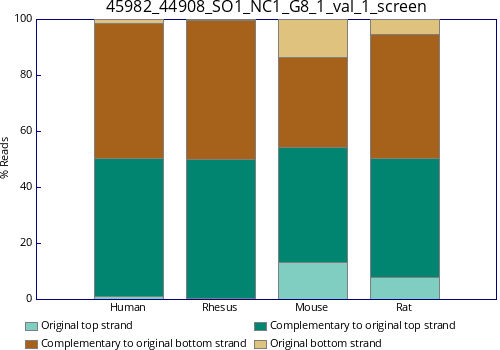 45982_44908_SO1_NC1_G8_1_val_1_screen
% Reads
100
80
60
40
20
0
Human Rhesus Mouse Rat
Original top strand
Complementary to original top strand
Complementary to original bottom strand
Original bottom strand